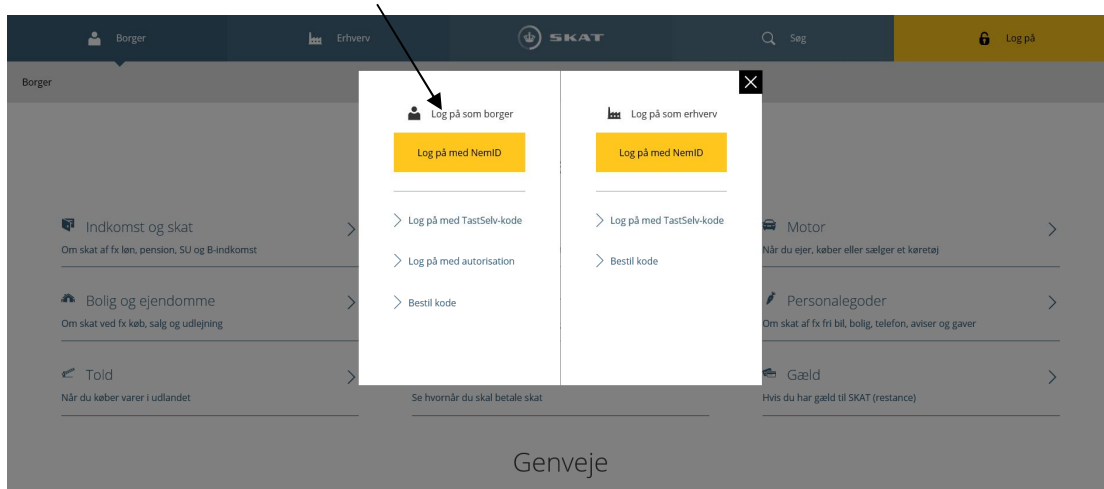 Borger
Erhverv
SKAT
Søg
Log på
Borger
Log på som borger
Log på med NemID
Log på med TastSelv-kode
Log på med autorisation
Bestil kode
Log på som erhverv
Log på med NemID
Log på med TastSelv-kode
Bestil kode
Indkomst og skat
Om skat af fx løn, pension, SU og B-indkomst
Motor
Når du ejer, køber eller sælger et køretøj
Bolig og ejendomme
Om skat ved fx køb, salg og udlejning
Personalegoder
Om skat af fx fri bil, bolig, telefon, aviser og gaver
Told
Når du køber varer i udlandet
Se hvornår du skal betale skat
Gæld
Hvis du har gæld til SKAT (restance)
Genveje